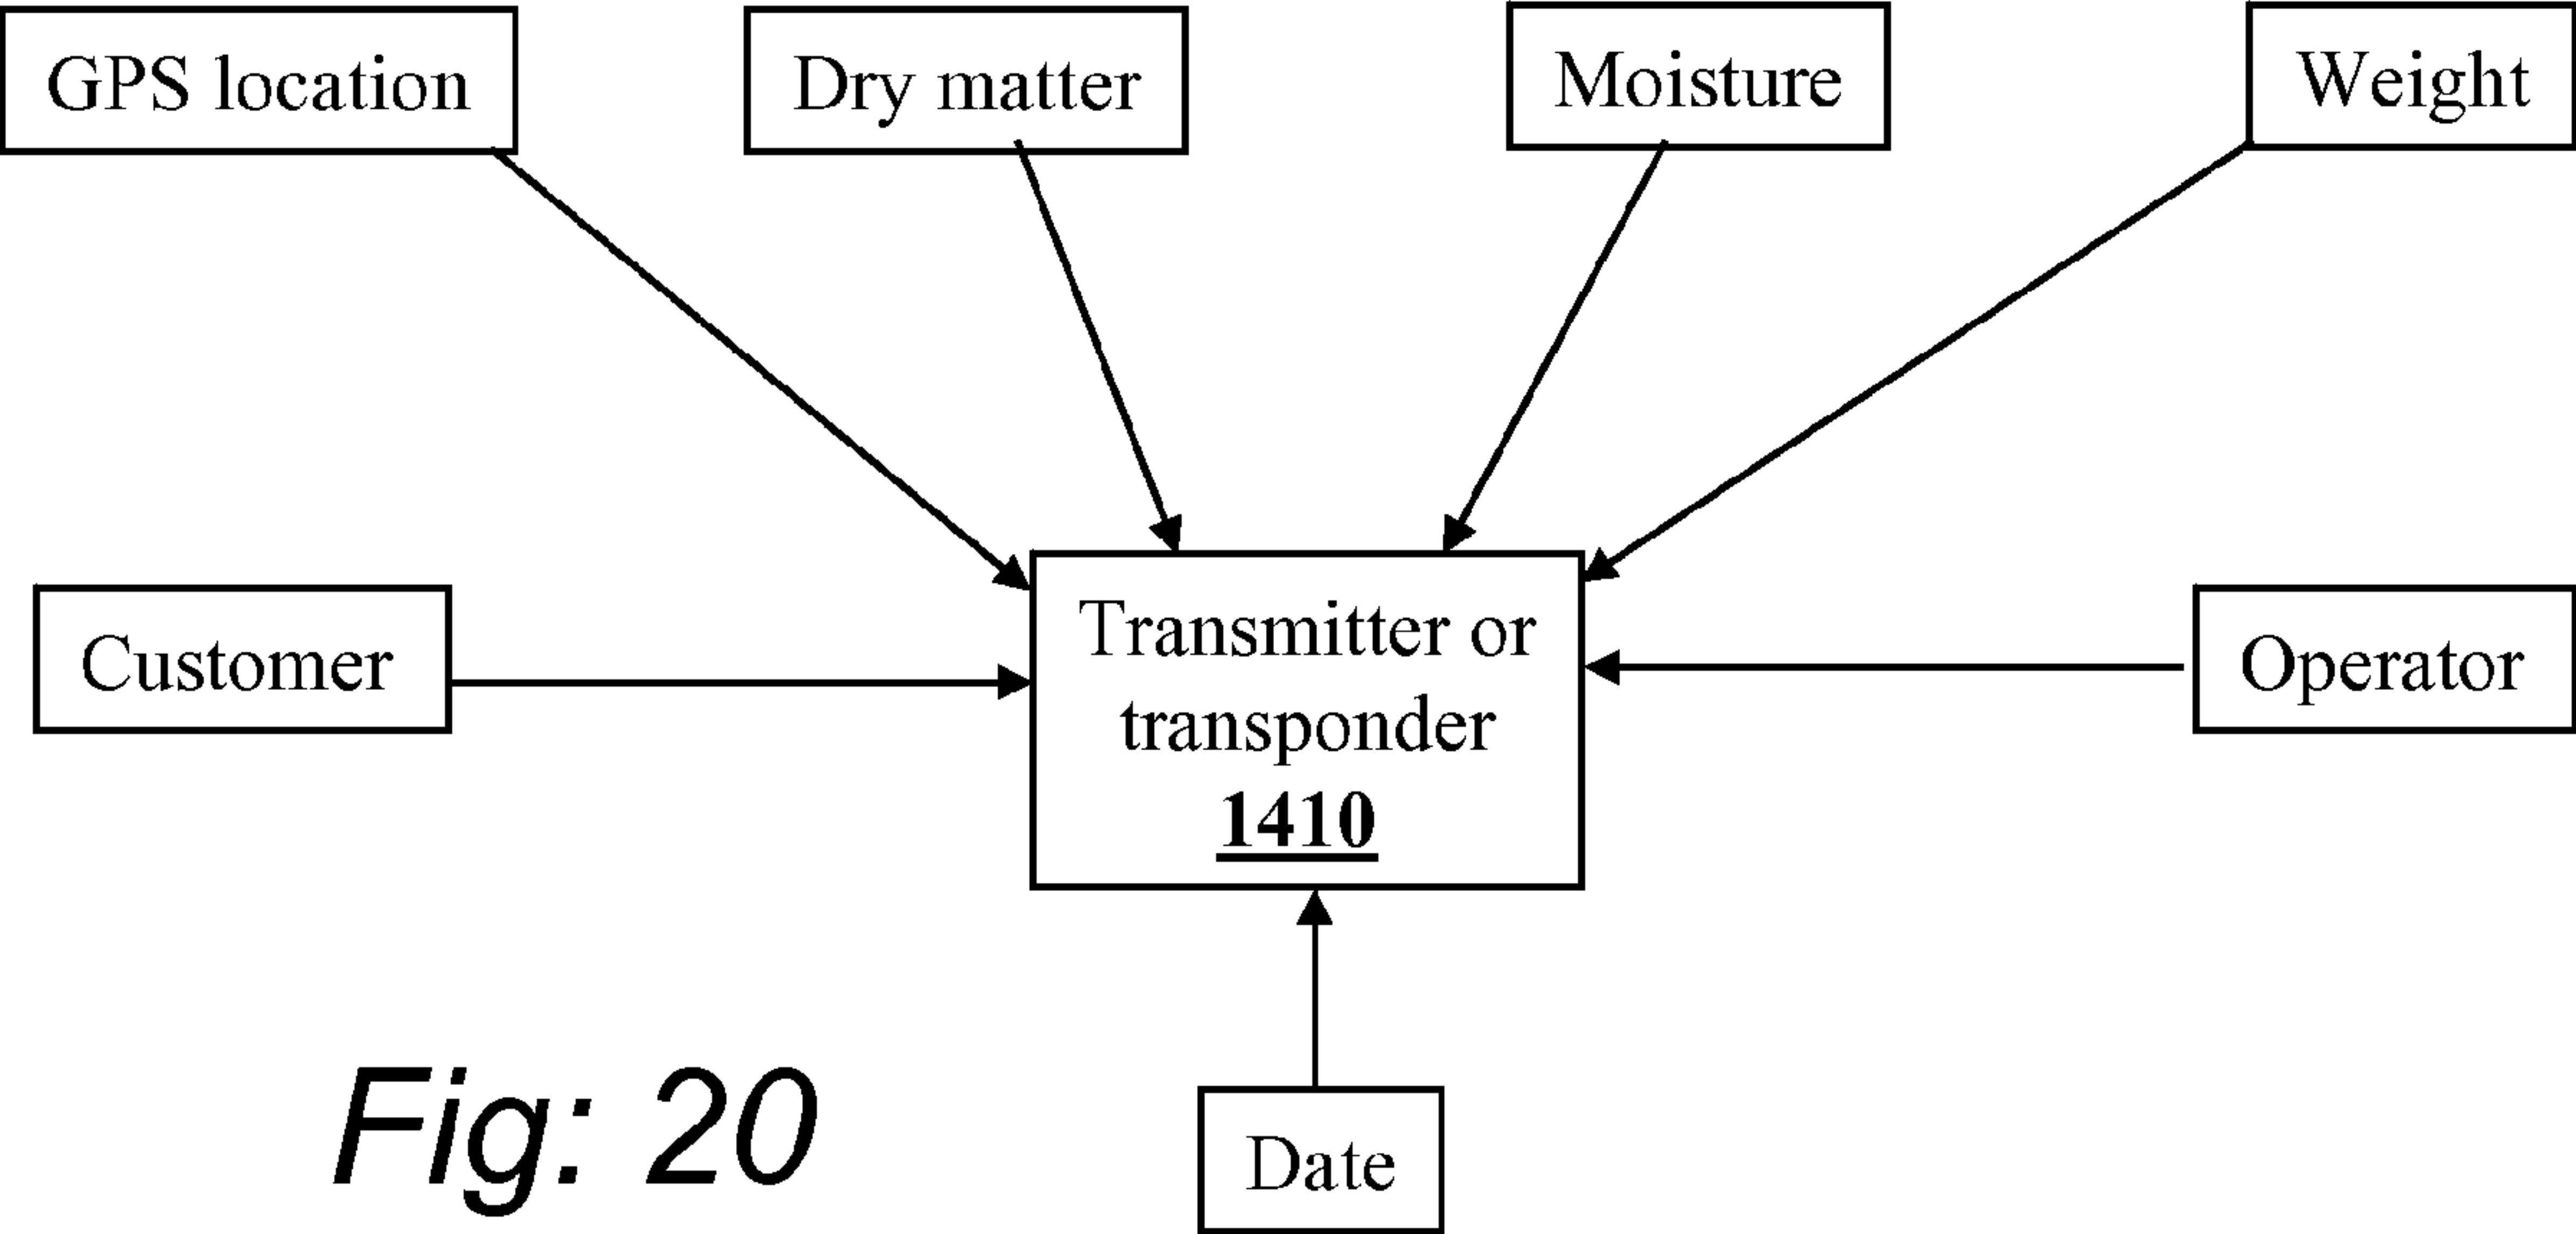 GPS location
Dry matter
Moisture
Weight
Customer
Transmitter or
transponder
1410
Operator
Date
Fig: 20